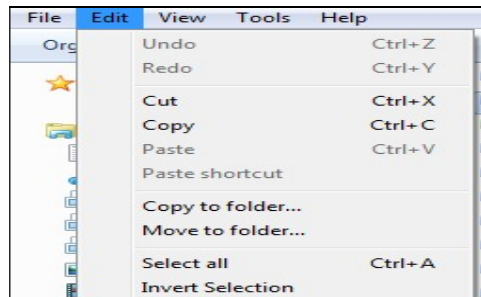 File Edit View Tools Help
Org
Undo Ctrl+Z
Redo Ctrl+Y
Cut Ctrl+X
Copy Ctrl+C
Paste Ctrl+V
Paste shortcut
Copy to folder...
Move to folder...
Select all Ctrl+A
Invert Selection